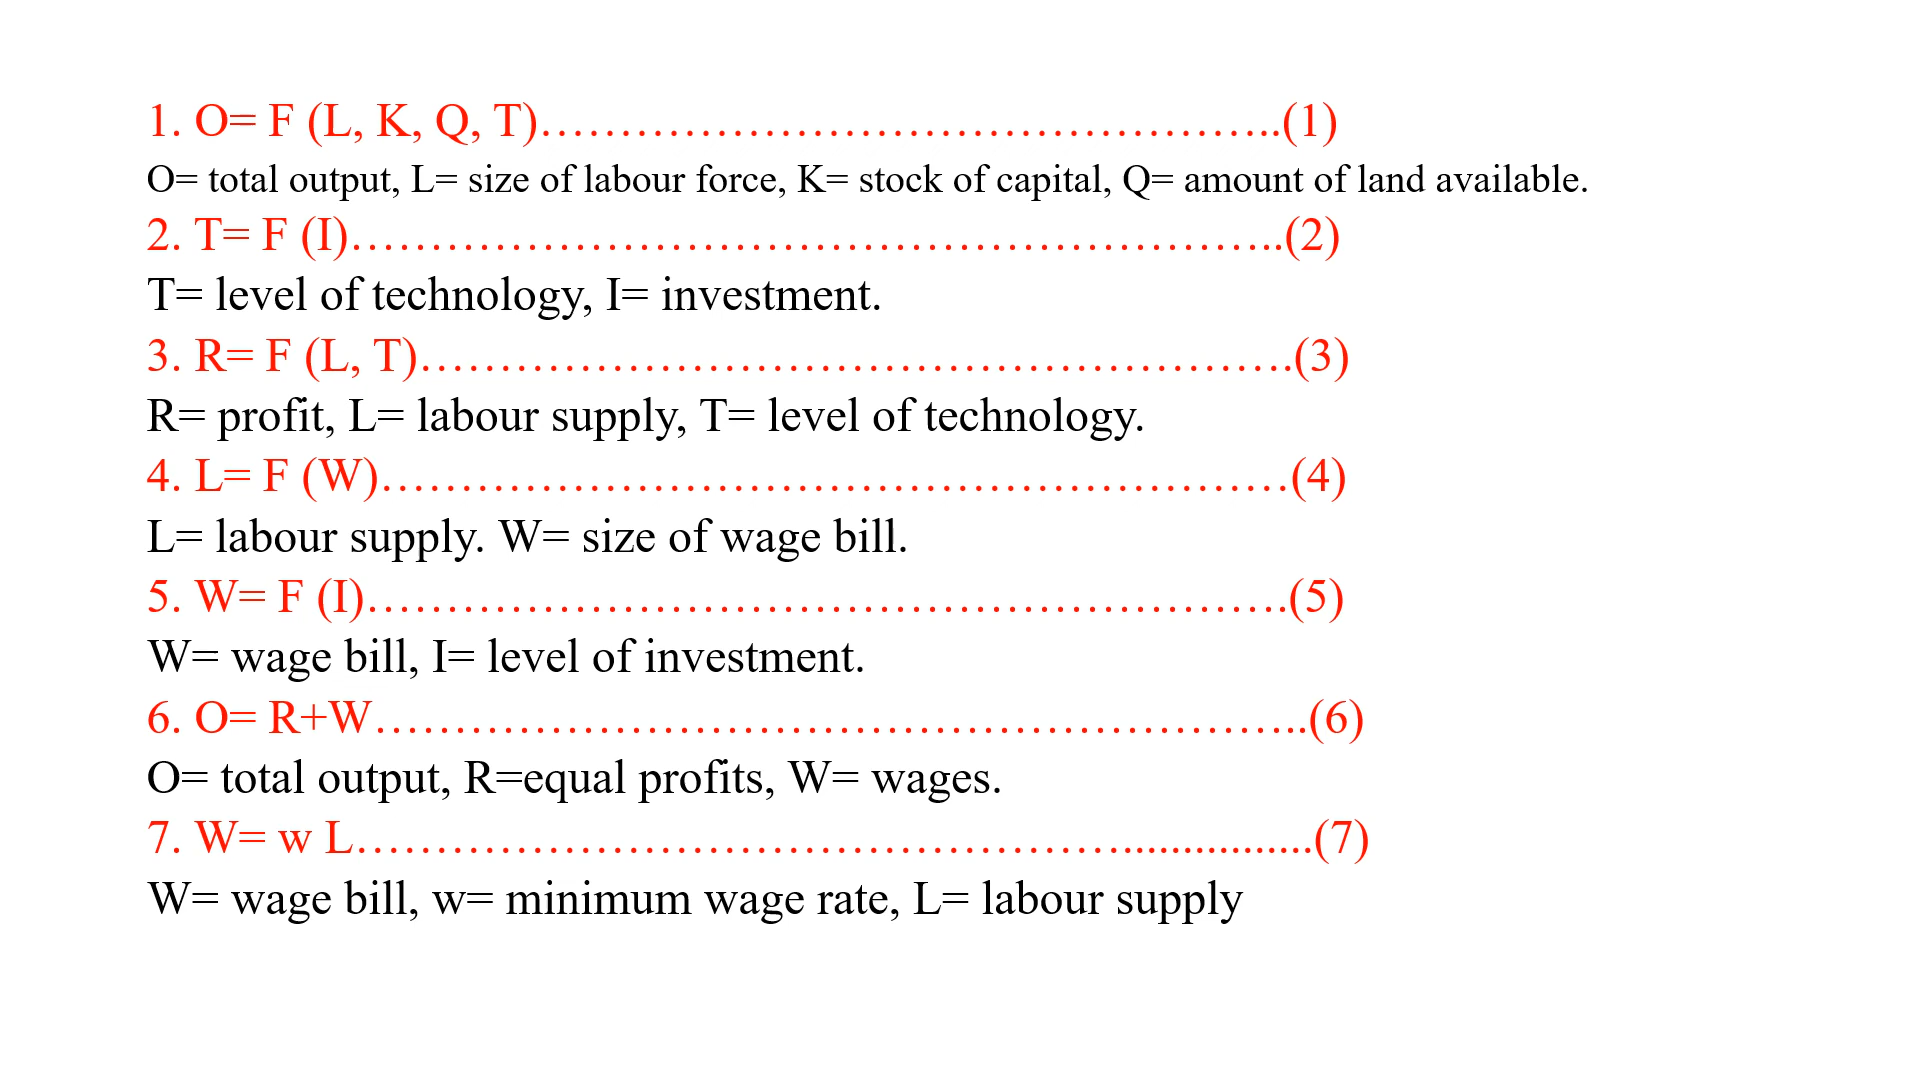 1. O= F (L, K, Q, T)………………………………………..(1)
O= total output, L= size of labour force, K= stock of capital, Q= amount of land available.
2. T= F (I)…………………………………………………..(2)
T= level of technology, I= investment.
3. R= F (L, T)……………………………………………….(3)
R= profit, L= labour supply, T= level of technology.
4. L= F (W)…………………………………………………(4)
L= labour supply. W= size of wage bill.
5. W= F (I)………………………………………………….(5)
W= wage bill, I= level of investment.
6. O= R+W…………………………………………………..(6)
O= total output, R=equal profits, W= wages.
7. W= w L…………………………………………...................(7)
W= wage bill, w= minimum wage rate, L= labour supply